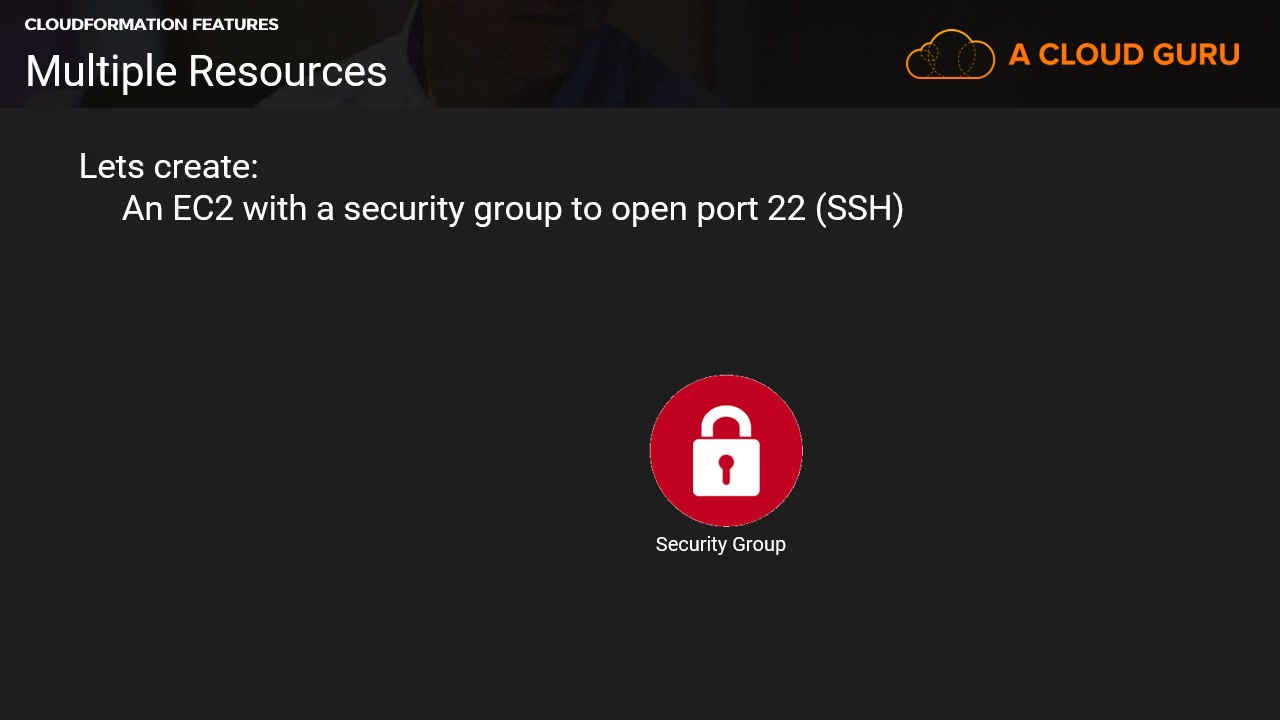 CLOUDFORMATION FEATURES
Multiple Resources
A CLOUD GURU
Lets create:
An EC2 with a security group to open port 22 (SSH)
Security Group